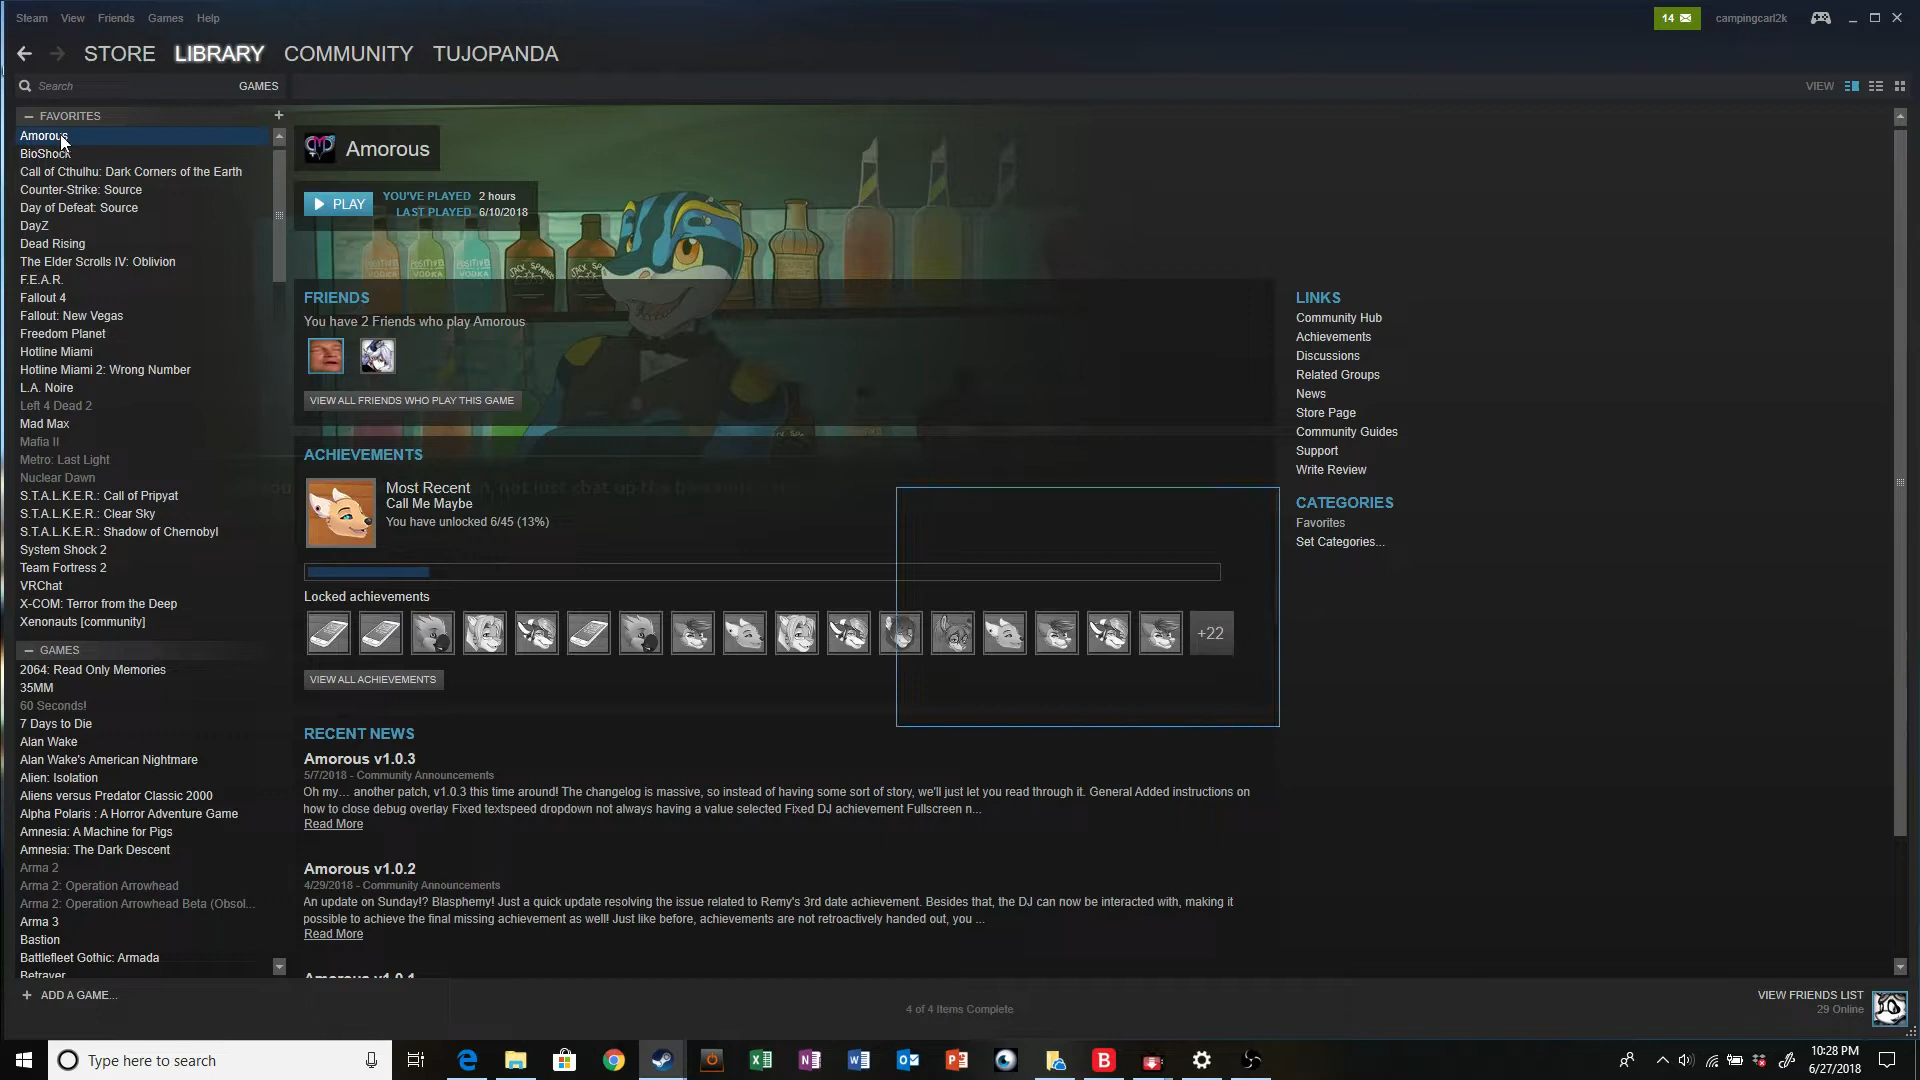 Steam View Friends Games Help
14
campingcarl2k
STORE LIBRARY COMMUNITY TUJOPANDA
Search
GAMES
VIEW
— FAVORITES +
Amorous
BioShock
Call of Cthulhu: Dark Corners of the Earth
Counter-Strike: Source
Day of Defeat: Source
DayZ
Dead Rising
The Elder Scrolls IV: Oblivion
F.E.A.R.
Fallout 4
Fallout: New Vegas
Freedom Planet
Hotline Miami
Hotline Miami 2: Wrong Number
L.A. Noire
Left 4 Dead 2
Mad Max
Mafia II
Metro: Last Light
Nuclear Dawn
S.T.A.L.K.E.R.: Call of Pripyat
S.T.A.L.K.E.R.: Clear Sky
S.T.A.L.K.E.R.: Shadow of Chernobyl
System Shock 2
Team Fortress 2
VRChat
X-COM: Terror from the Deep
Xenonauts [community]
— GAMES
2064: Read Only Memories
35MM
60 Seconds!
7 Days to Die
Alan Wake
Alan Wake's American Nightmare
Alien: Isolation
Aliens versus Predator Classic 2000
Alpha Polaris : A Horror Adventure Game
Amnesia: A Machine for Pigs
Amnesia: The Dark Descent
Arma 2
Arma 2: Operation Arrowhead
Arma 2: Operation Arrowhead Beta (Obsol...
Arma 3
Bastion
Battlefleet Gothic: Armada
Betrayer
+ ADD A GAME...
Amorous
PLAY
YOU'VE PLAYED 2 hours
LAST PLAYED 6/10/2018
POSITIV VODKA
POSITIV VODKA
POSITIV VODKA
FRIENDS
You have 2 Friends who play Amorous
VIEW ALL FRIENDS WHO PLAY THIS GAME
ACHIEVEMENTS
Most Recent
Call Me Maybe
You have unlocked 6/45 (13%)
Locked achievements
+22
VIEW ALL ACHIEVEMENTS
RECENT NEWS
Amorous v1.0.3
5/7/2018 - Community Announcements
Oh my… another patch, v1.0.3 this time around! The changelog is massive, so instead of having some sort of story, we'll just let you read through it. General Added instructions on
how to close debug overlay Fixed textspeed dropdown not always having a value selected Fixed DJ achievement Fullscreen n...
Read More
Amorous v1.0.2
4/29/2018 - Community Announcements
An update on Sunday!? Blasphemy! Just a quick update resolving the issue related to Remy's 3rd date achievement. Besides that, the DJ can now be interacted with, making it
possible to achieve the final missing achievement as well! Just like before, achievements are not retroactively handed out, you ...
Read More
Amorous v1.0.1
LINKS
Community Hub
Achievements
Discussions
Related Groups
News
Store Page
Community Guides
Support
Write Review
CATEGORIES
Favorites
Set Categories...
4 of 4 Items Complete
VIEW FRIENDS LIST
29 Online
Type here to search
10:28 PM
6/27/2018